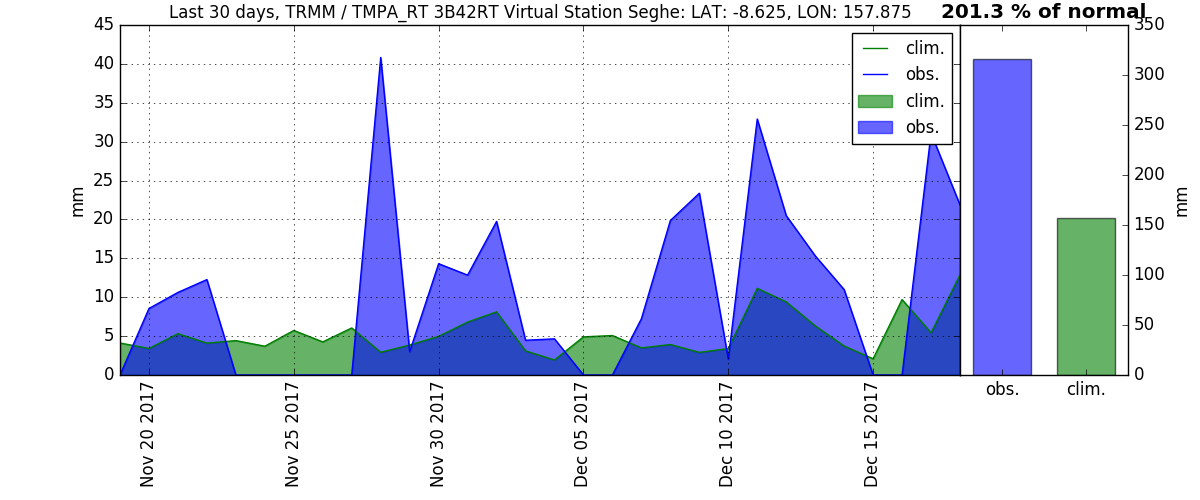 Last 30 days, TRMM / TMPA_RT 3B42RT Virtual Station Seghe: LAT: -8.625, LON: 157.875
201.3 % of normal
45
40
35
30
25
20
15
10
5
0
mm
clim.
obs.
clim.
obs.
350
300
250
200
150
100
50
0
mm
obs.
clim.
Nov 20 2017
Nov 25 2017
Nov 30 2017
Dec 05 2017
Dec 10 2017
Dec 15 2017